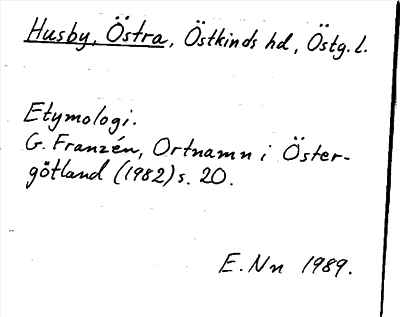 Husby, Östra, Östkinds hd, Östg. l.
Etymologi.
G. Franzén, Ortnamn i Öster-
götland (1982) s. 20.
E. Nn 1989.